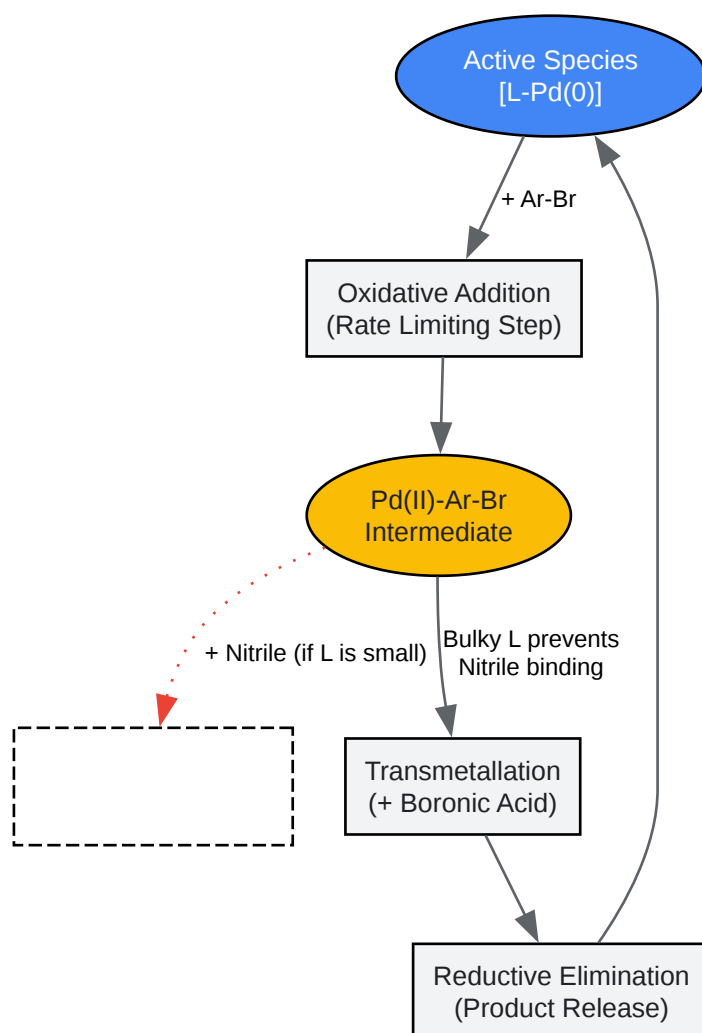 Active Species
[L-Pd(0)]
+ Ar-Br
Oxidative Addition
(Rate Limiting Step)
Pd(II)-Ar-Br
Intermediate
+ Nitrile (if L is small)
Bulky L prevents
Nitrile binding
Transmetallation
(+ Boronic Acid)
Reductive Elimination
(Product Release)